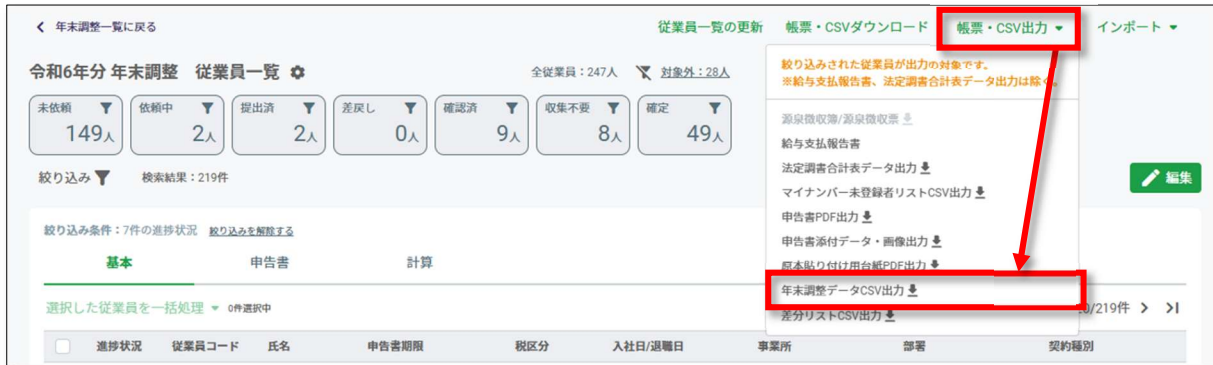 年末調整一覧に戻る
従業員一覧の更新 帳票・CSVダウンロード 帳票・CSV出力 インポート
令和6年分 年末調整 従業員一覧
全従業員：247人 対象外：28人
未依頼 依頼中 提出済 差戻し 確認済 収集不要 確定
149人 2人 2人 0人 9人 8人 49人
絞り込み 検索結果：219件
編集
絞り込みされた従業員が出力の対象です。
※給与支払報告書、法定調書合計表データ出力は除く。
源泉徴収簿/源泉徴収票
給与支払報告書
法定調書合計表データ出力
マイナンバー未登録者リストCSV出力
申告書PDF出力
申告書添付データ・画像出力
原本貼り付け用台紙PDF出力
年末調整データCSV出力
差分リストCSV出力
絞り込み条件：7件の進捗状況 絞り込みを解除する
基本 申告書 計算
選択した従業員を一括処理 0件選択中
/219件
進捗状況 従業員コード 氏名 申告書期限 税区分 入社日/退職日 事業所 部署 契約種別